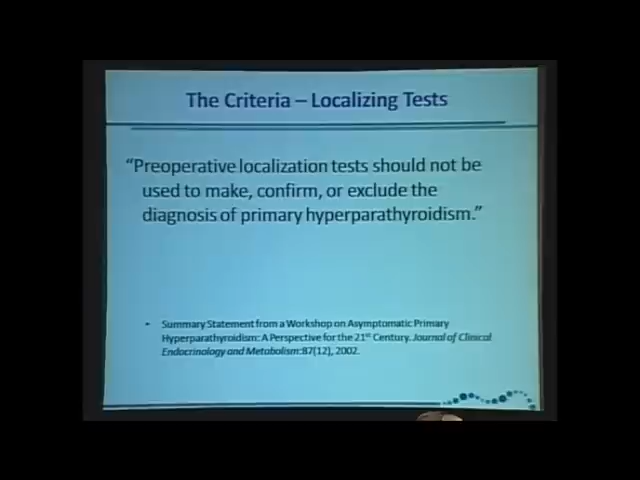 The Criteria – Localizing Tests
“Preoperative localization tests should not be
used to make, confirm, or exclude the
diagnosis of primary hyperparathyroidism.”
• Summary Statement from a Workshop on Asymptomatic Primary
Hyperparathyroidism: A Perspective for the 21st Century. Journal of Clinical
Endocrinology and Metabolism:87(12), 2002.